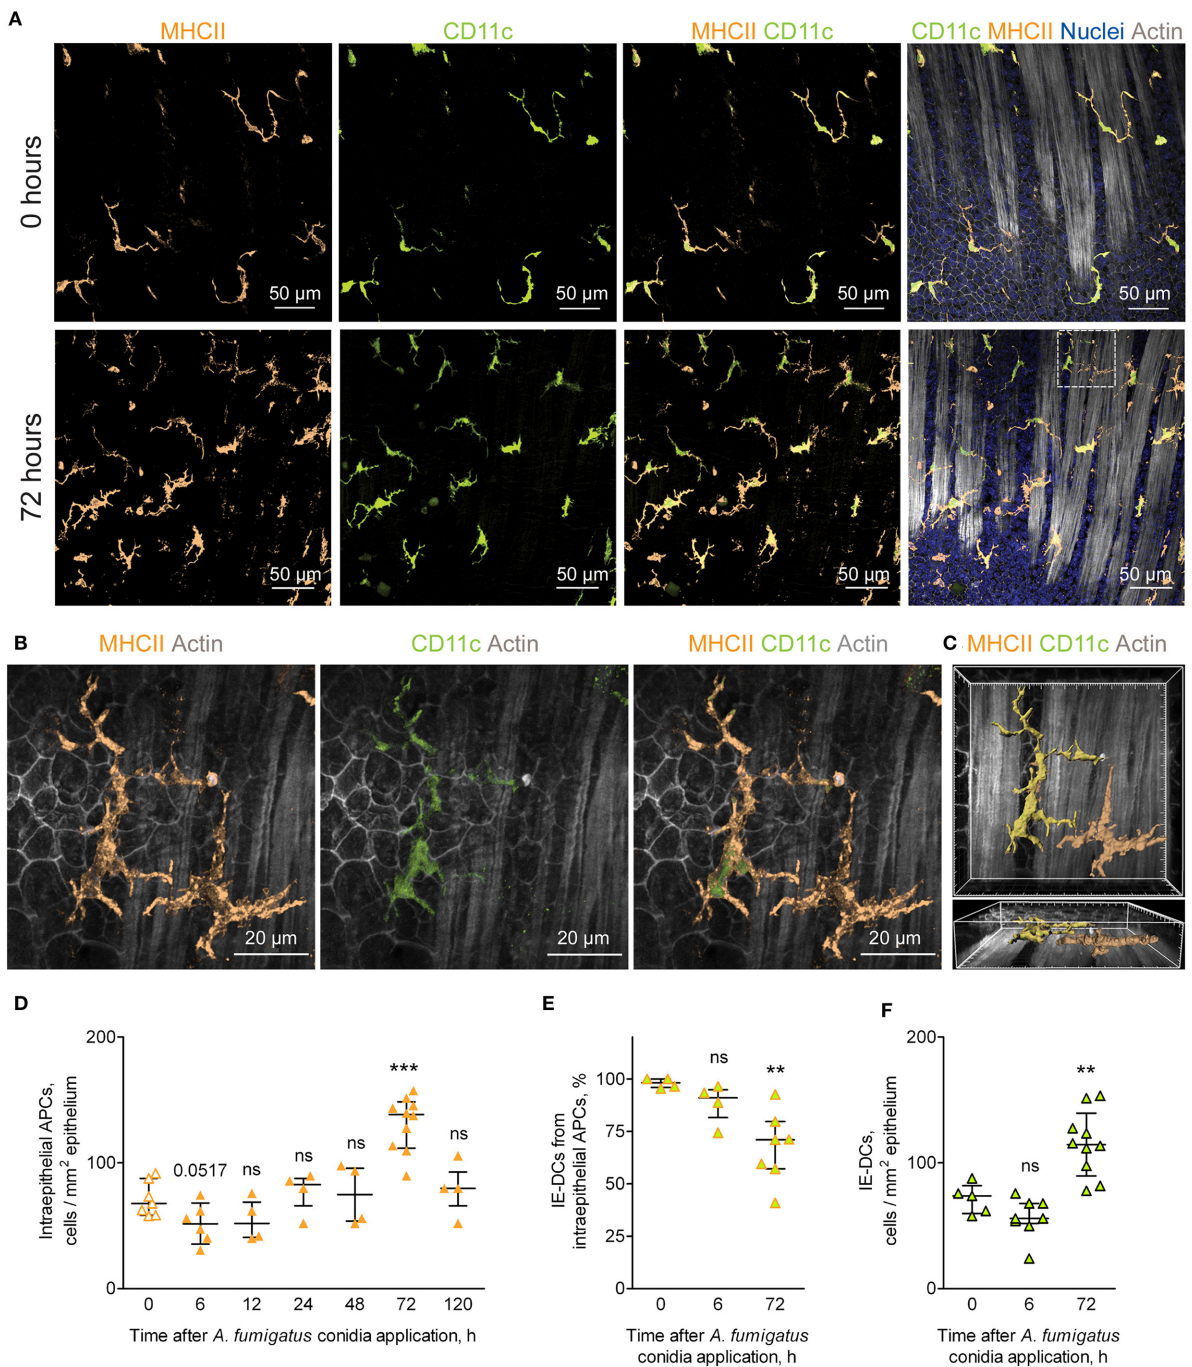 A
MHCII
CD11c
MHCII CD11c
CD11c MHCII Nuclei Actin
0 hours
50 µm
50 µm
50 µm
50 µm
72 hours
50 µm
50 µm
50 µm
50 µm
B
MHCII Actin
CD11c Actin
MHCII CD11c Actin
20 µm
20 µm
20 µm
C
MHCII CD11c Actin
D
Intraepithelial APCs,
cells / mm² epithelium
200
100
0
0.0517
ns
ns
ns
***
ns
0 6 12 24 48 72 120
Time after A. fumigatus conidia application, h
E
IE-DCs from
intraepithelial APCs, %
100
75
50
25
0
ns
**
0 6 72
Time after A. fumigatus
conidia application, h
F
IE-DCs,
cells / mm² epithelium
200
100
0
ns
**
0 6 72
Time after A. fumigatus
conidia application, h